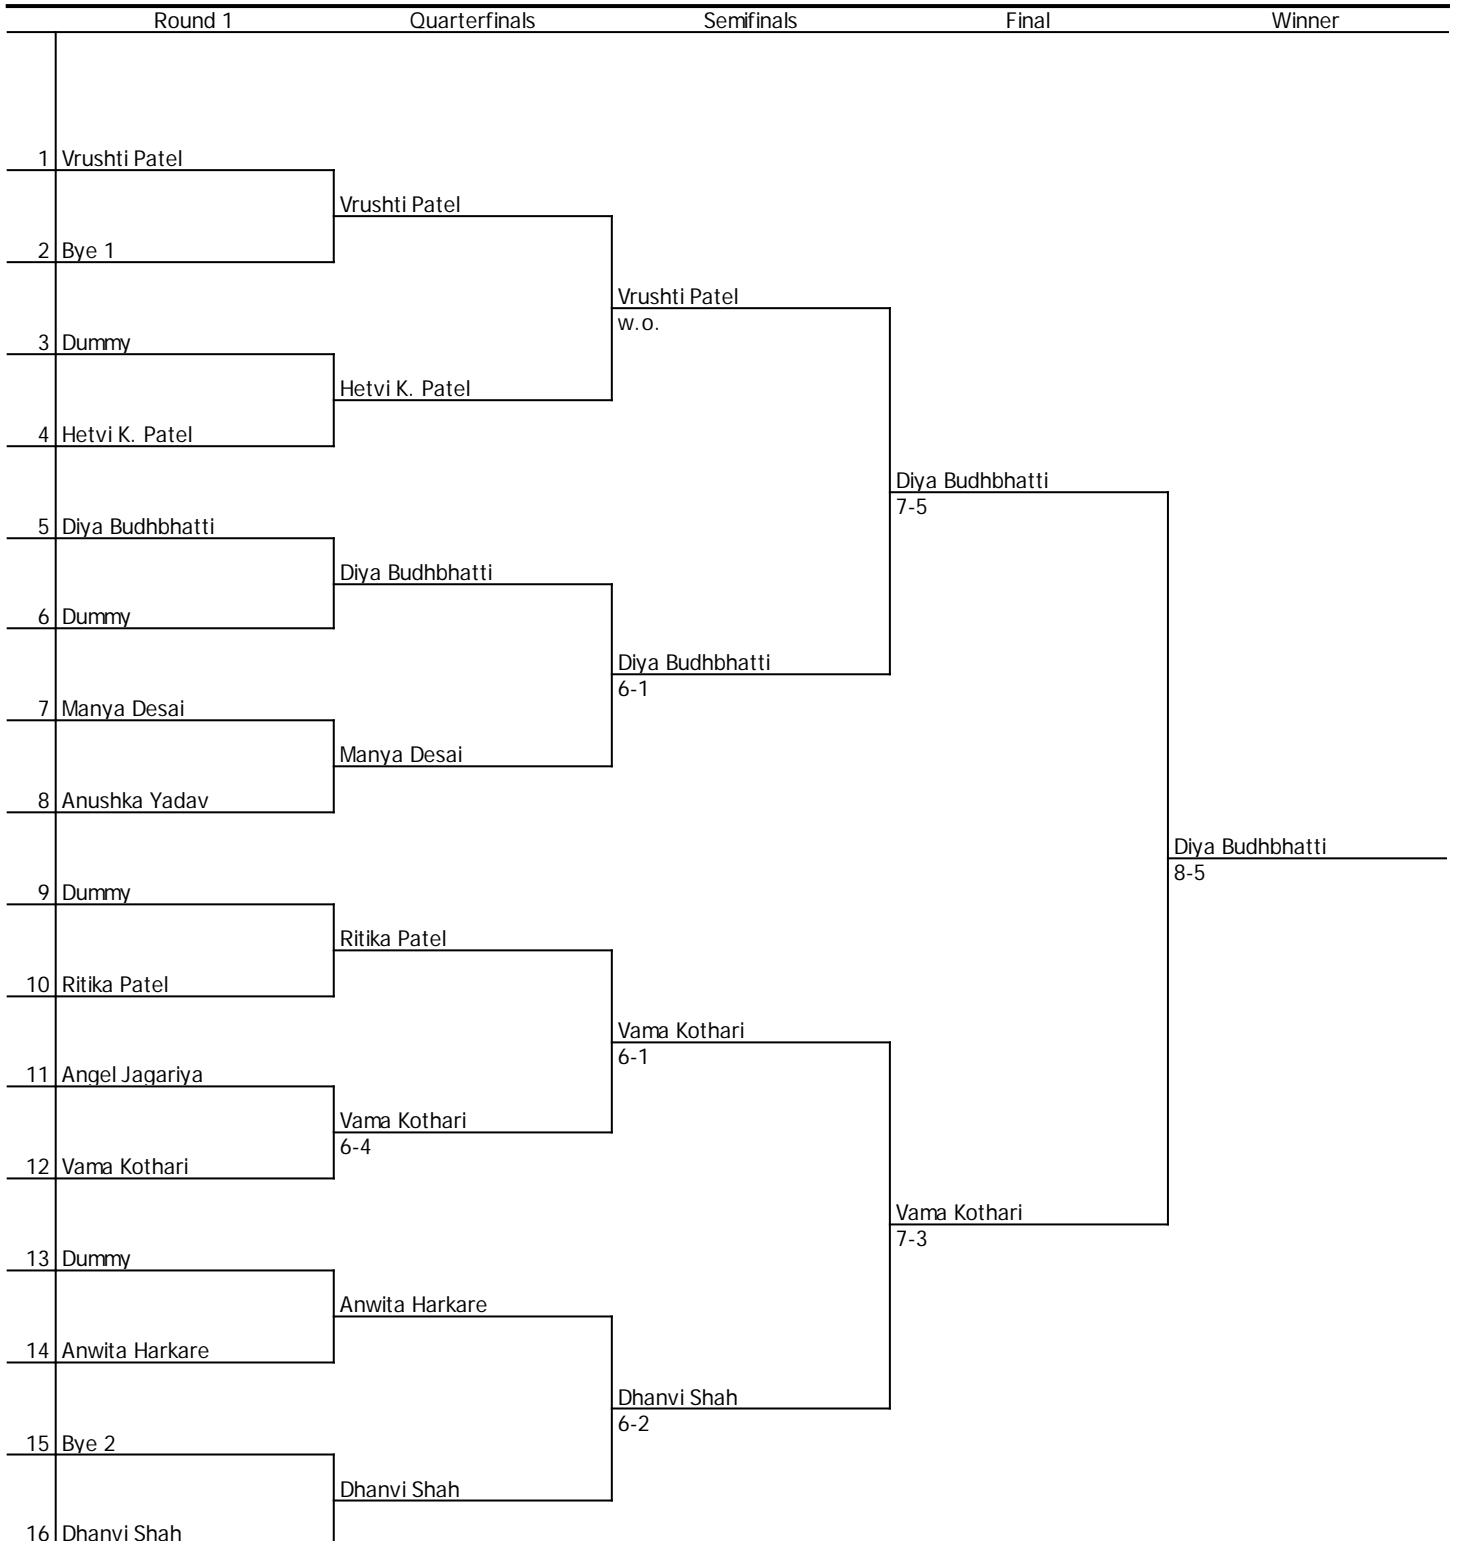 Round 1 Quarterfinals Semifinals Final Winner
1 Vrushti Patel
Vrushti Patel
2 Bye 1
Vrushti Patel
w.o.
3 Dummy
Hetvi K. Patel
4 Hetvi K. Patel
Diya Budhbhatti
7-5
5 Diya Budhbhatti
Diya Budhbhatti
6 Dummy
Diya Budhbhatti
6-1
7 Manya Desai
Manya Desai
8 Anushka Yadav
Diya Budhbhatti
8-5
9 Dummy
Ritika Patel
10 Ritika Patel
Vama Kothari
6-1
11 Angel Jagariya
Vama Kothari
6-4
12 Vama Kothari
Vama Kothari
7-3
13 Dummy
Anwita Harkare
14 Anwita Harkare
Dhanvi Shah
6-2
15 Bye 2
Dhanvi Shah
16 Dhanvi Shah